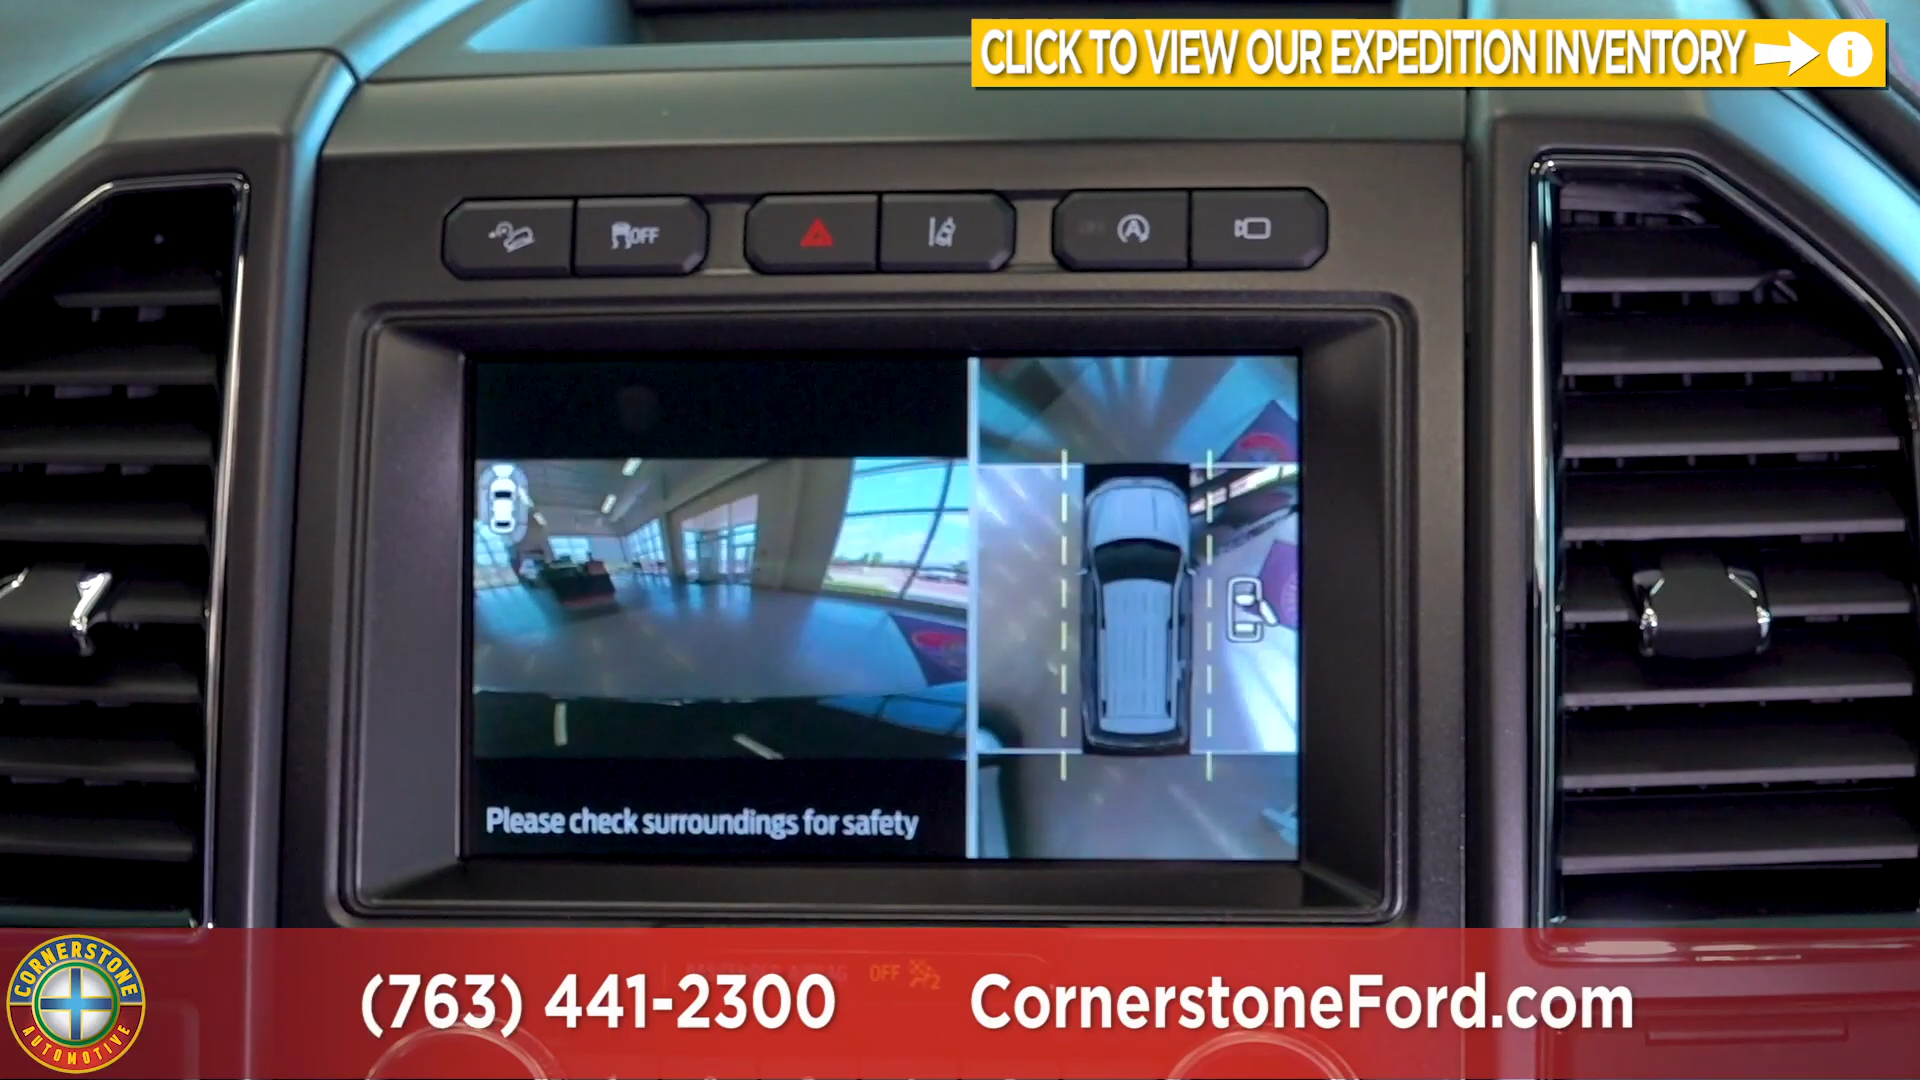 CLICK TO VIEW OUR EXPEDITION INVENTORY
OFF
A
Please check surroundings for safety
OFF
CORNERSTONE
AUTOMOTIVE
(763) 441-2300
CornerstoneFord.com